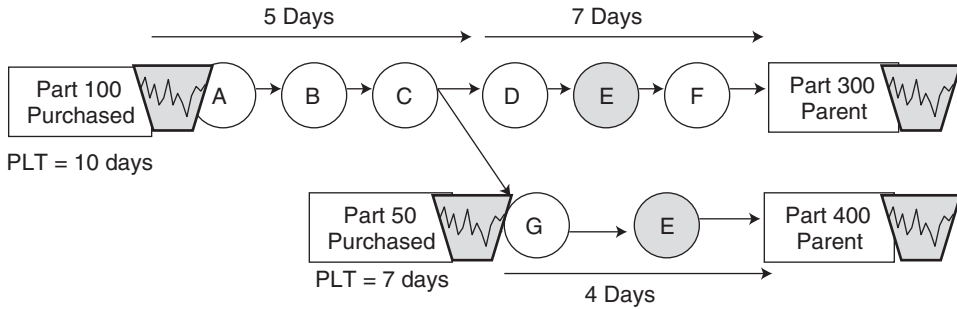 5 Days
7 Days
Part 100
Purchased
A
B
C
D
E
F
Part 300
Parent
PLT = 10 days
Part 50
Purchased
G
E
Part 400
Parent
PLT = 7 days
4 Days